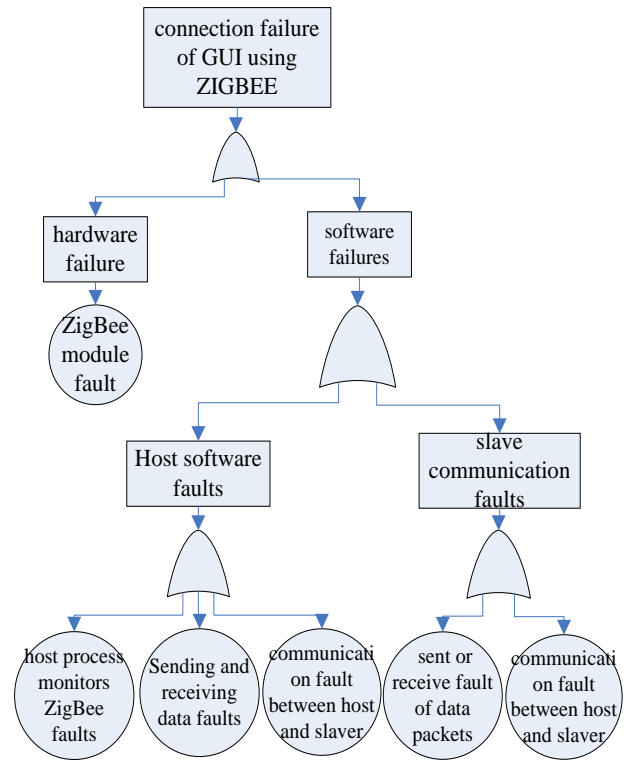 connection failure
of GUI using
ZIGBEE
hardware
failure
software
failures
ZigBee
module
fault
Host software
faults
slave
communication
faults
host process
monitors
ZigBee
faults
Sending and
receiving
data faults
communicati
on fault
between host
and slaver
sent or
receive fault
of data
packets
communicati
on fault
between host
and slaver